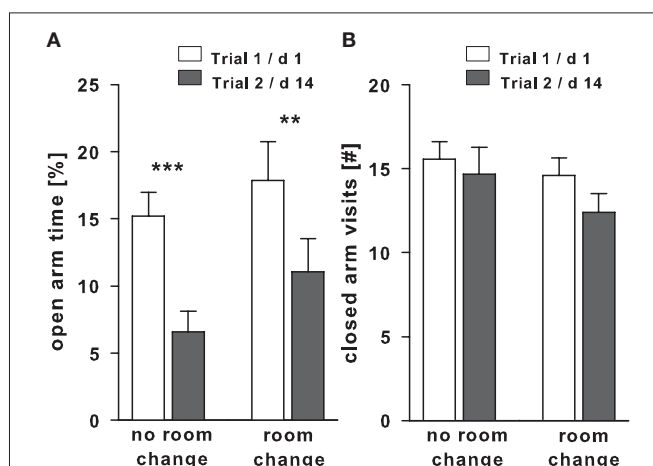 A
Trial 1 / d 1
Trial 2 / d 14
open arm time [%]
25
20
15
10
5
0
***
**
no room change
room change
B
Trial 1 / d 1
Trial 2 / d 14
closed arm visits [#]
20
15
10
5
0
no room change
room change